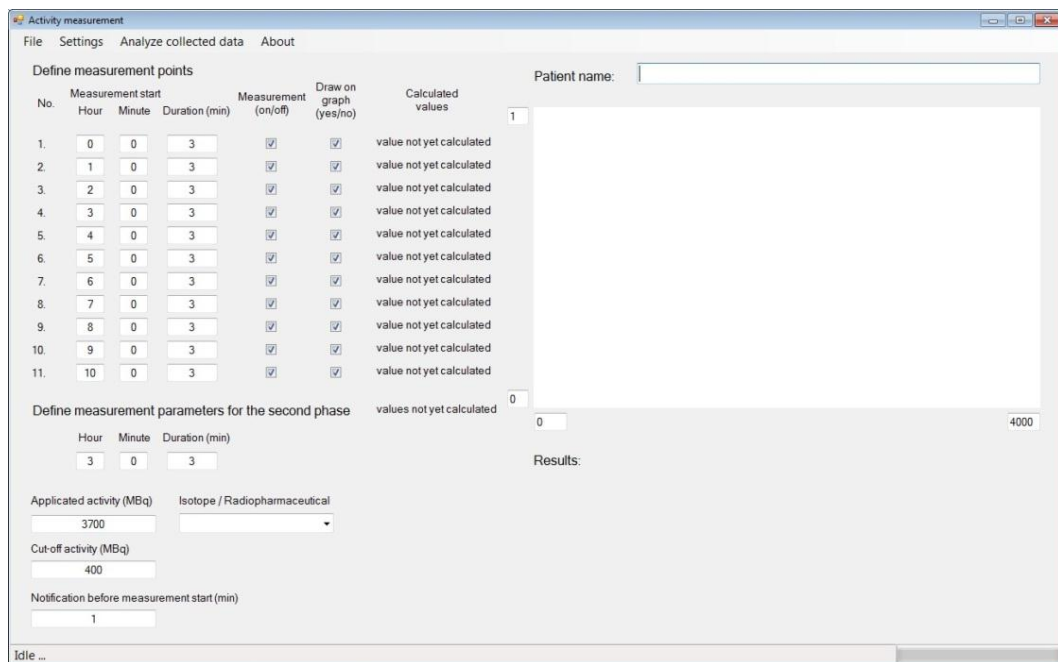 Activity measurement
File Settings Analyze collected data About
Define measurement points
Patient name:
No.
Measurement start
Hour Minute Duration (min)
Measurement
(on/off)
Draw on
graph
(yes/no)
Calculated
values
1
1. 0 0 3 value not yet calculated
2. 1 0 3 value not yet calculated
3. 2 0 3 value not yet calculated
4. 3 0 3 value not yet calculated
5. 4 0 3 value not yet calculated
6. 5 0 3 value not yet calculated
7. 6 0 3 value not yet calculated
8. 7 0 3 value not yet calculated
9. 8 0 3 value not yet calculated
10. 9 0 3 value not yet calculated
11. 10 0 3 value not yet calculated
0
Define measurement parameters for the second phase values not yet calculated
0 4000
Hour Minute Duration (min)
3 0 3
Results:
Applicated activity (MBq) Isotope / Radiopharmaceutical
3700
Cut-off activity (MBq)
400
Notification before measurement start (min)
1
Idle ...